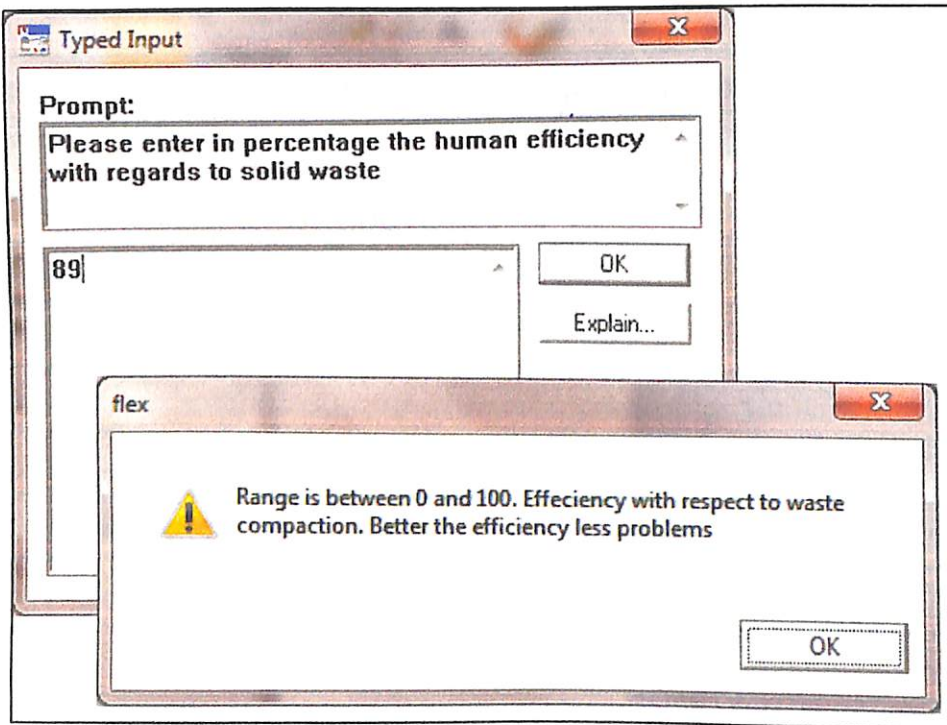 Typed Input
Prompt:
Please enter in percentage the human efficiency
with regards to solid waste
89
OK
Explain...
flex
Range is between 0 and 100. Effeciency with respect to waste
compaction. Better the efficiency less problems
OK